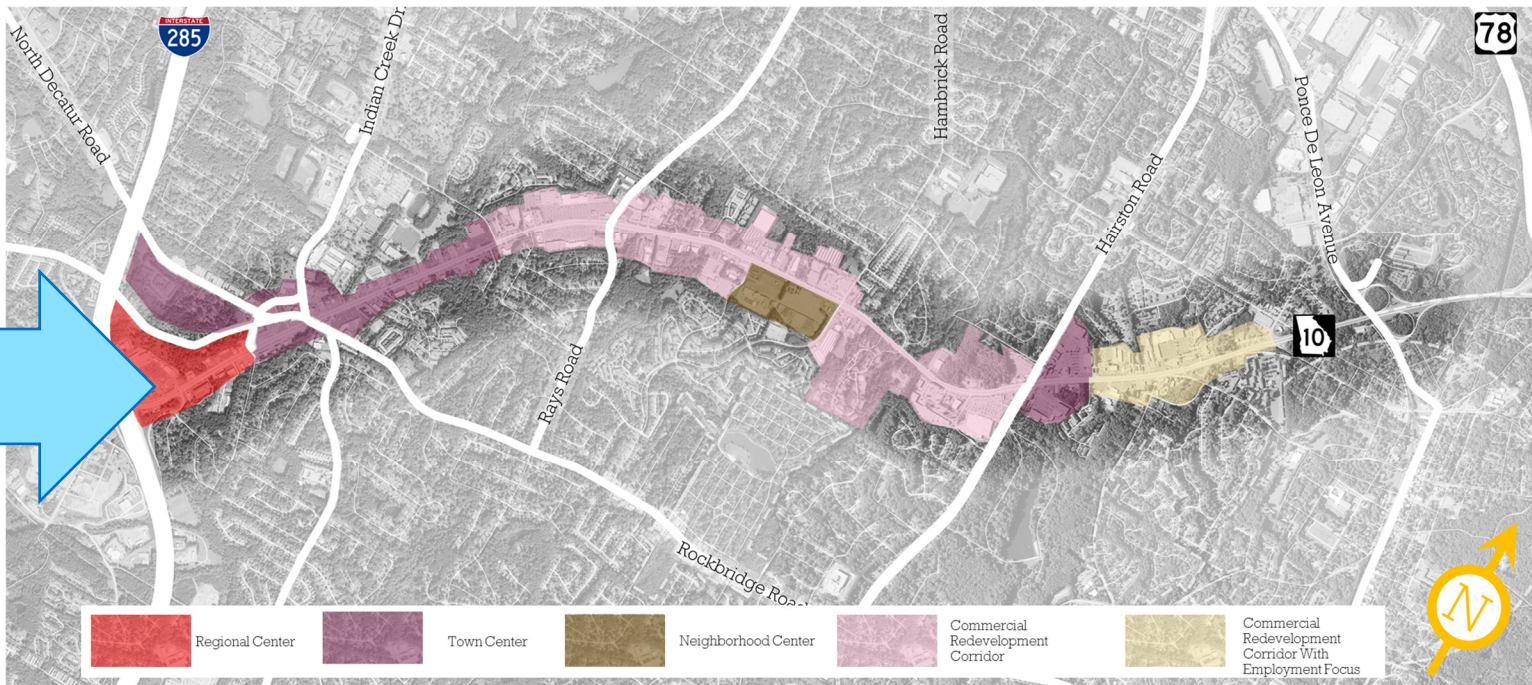 North Decatur Road
INTERSTATE
285
Indian Creek Dr.
Hambrick Road
78
Ponce De Leon Avenue
Hairston Road
10
Rays Road
Rockbridge Road
N
Regional Center
Town Center
Neighborhood Center
Commercial
Redevelopment
Corridor
Commercial
Redevelopment
Corridor With
Employment Focus